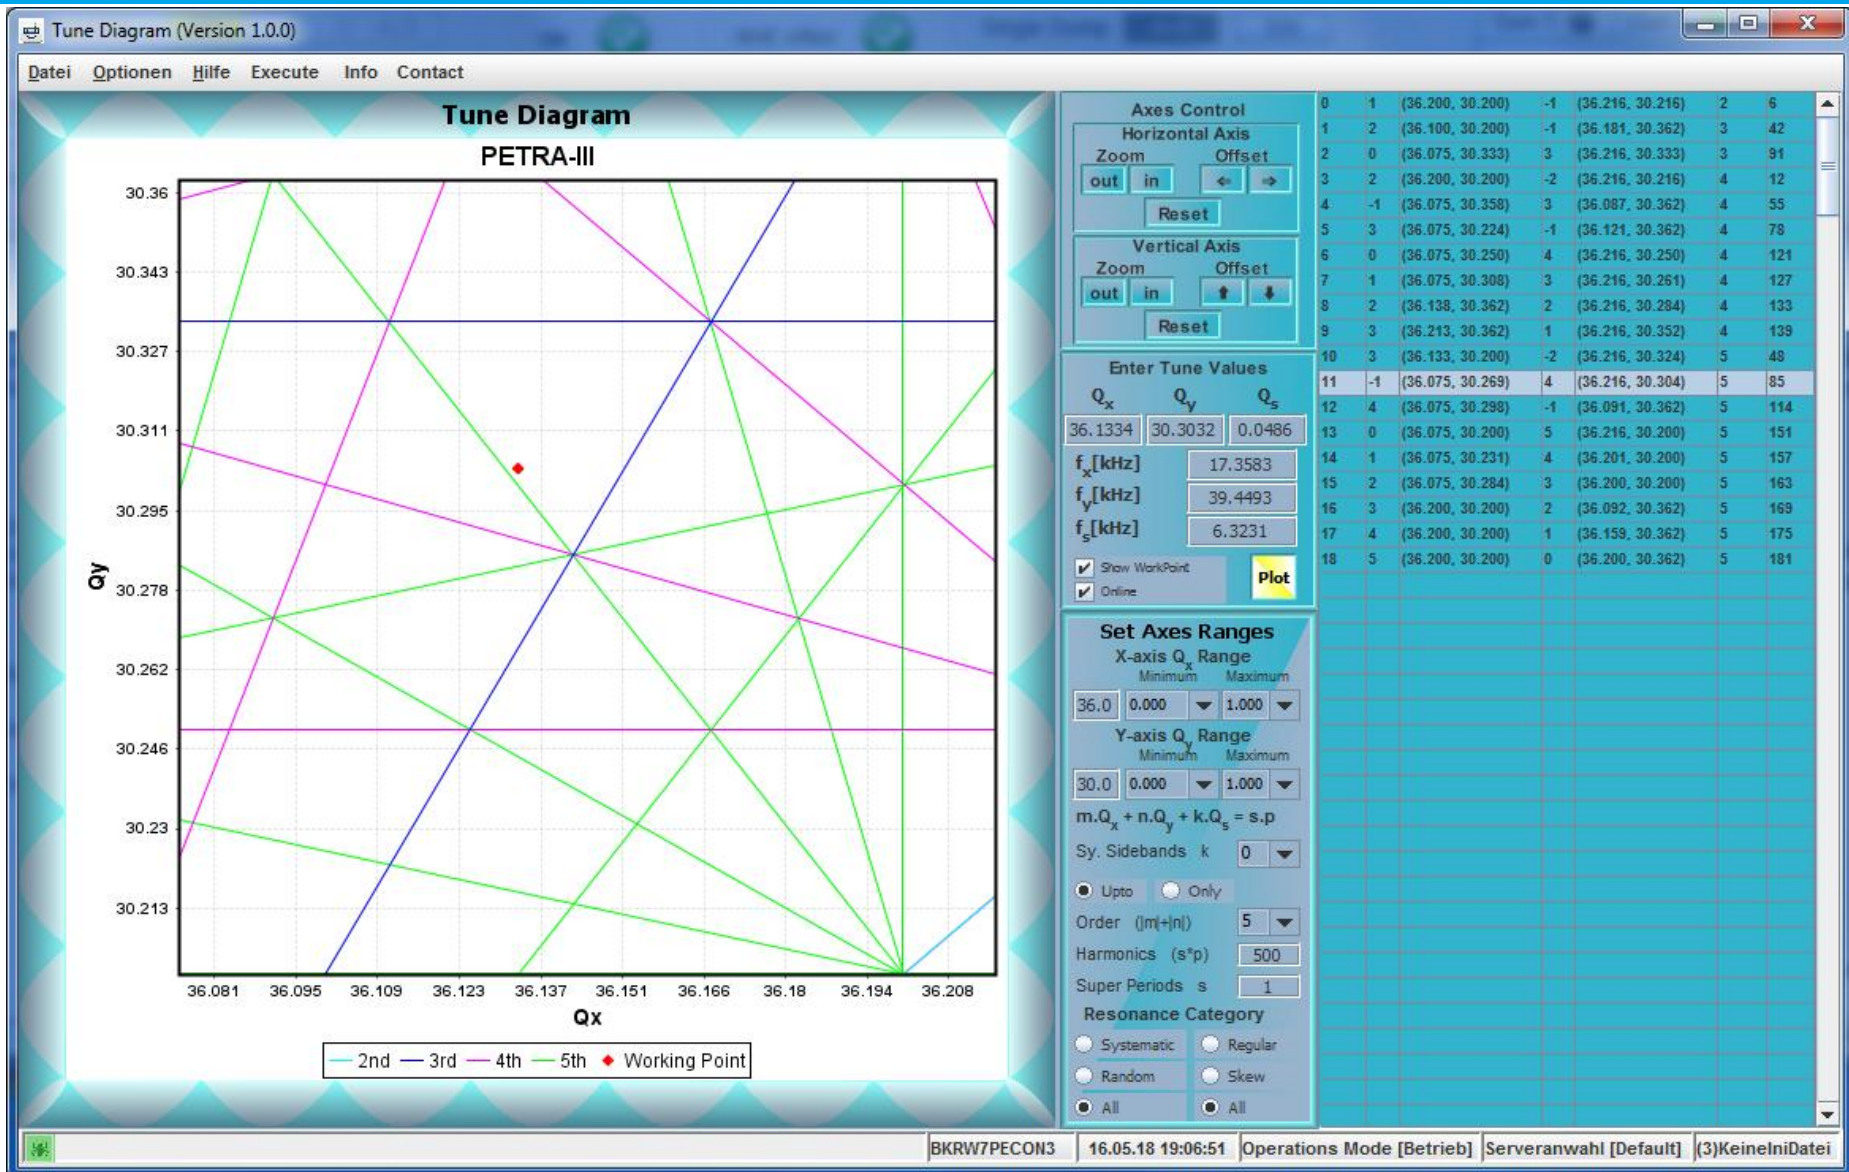 Tune Diagram (Version 1.0.0)
Datei Optionen Hilfe Execute Info Contact
Tune Diagram
PETRA-III
30.36
30.343
30.327
30.311
30.295
30.278
30.262
30.246
30.23
30.213
Qy
36.081 36.095 36.109 36.123 36.137 36.151 36.166 36.18 36.194 36.208
Qx
2nd 3rd 4th 5th Working Point
Axes Control
Horizontal Axis
Zoom Offset
out in
Reset
Vertical Axis
Zoom Offset
out in
Reset
Enter Tune Values
Qx Qy Qs
36.1334 30.3032 0.0486
fx[kHz] 17.3583
fy[kHz] 39.4493
fs[kHz] 6.3231
Show WorkPoint
Online
Plot
Set Axes Ranges
X-axis Qx Range
Minimum Maximum
36.0 0.000 1.000
Y-axis Qy Range
Minimum Maximum
30.0 0.000 1.000
m.Qx + n.Qy + k.Qs = s.p
Sy. Sidebands k 0
Upto Only
Order (|m|+|n|) 5
Harmonics (s*p) 500
Super Periods s 1
Resonance Category
Systematic Regular
Random Skew
All All
0 1 (36.200, 30.200) -1 (36.216, 30.216) 2 6
1 2 (36.100, 30.200) -1 (36.181, 30.362) 3 42
2 0 (36.075, 30.333) 3 (36.216, 30.333) 3 91
3 2 (36.200, 30.200) -2 (36.216, 30.216) 4 12
4 -1 (36.075, 30.358) 3 (36.087, 30.362) 4 55
5 3 (36.075, 30.224) -1 (36.121, 30.362) 4 78
6 0 (36.075, 30.250) 4 (36.216, 30.250) 4 121
7 1 (36.075, 30.308) 3 (36.216, 30.261) 4 127
8 2 (36.138, 30.362) 2 (36.216, 30.284) 4 133
9 3 (36.213, 30.362) 1 (36.216, 30.352) 4 139
10 3 (36.133, 30.200) -2 (36.216, 30.324) 5 48
11 -1 (36.075, 30.269) 4 (36.216, 30.304) 5 85
12 4 (36.075, 30.298) -1 (36.091, 30.362) 5 114
13 0 (36.075, 30.200) 5 (36.216, 30.200) 5 151
14 1 (36.075, 30.231) 4 (36.201, 30.200) 5 157
15 2 (36.075, 30.284) 3 (36.200, 30.200) 5 163
16 3 (36.200, 30.200) 2 (36.092, 30.362) 5 169
17 4 (36.200, 30.200) 1 (36.159, 30.362) 5 175
18 5 (36.200, 30.200) 0 (36.200, 30.362) 5 181
BKRW7PECON3 16.05.18 19:06:51 Operations Mode [Betrieb] Serveranwahl [Default] (3)KeineIniDatei